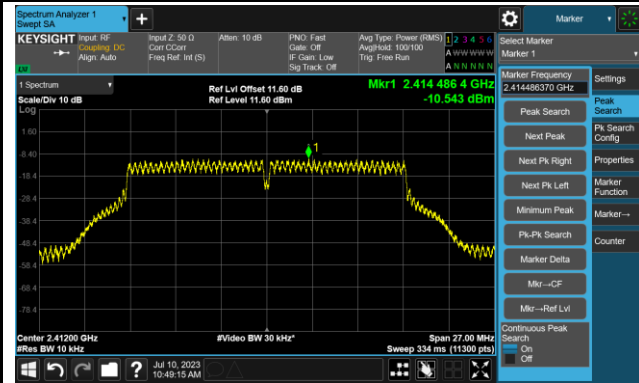 Spectrum Analyzer 1
Swept SA
Marker
KEYSIGHT
Input: RF
Coupling: DC
Align: Auto
Input Z: 50 Ω
Corr CCorr
Freq Ref: Int (S)
Atten: 10 dB
PNO: Fast
Gate: Off
IF Gain: Low
Sig Track: Off
Avg Type: Power (RMS)
Avg|Hold: 100/100
Trig: Free Run
1 2 3 4 5 6
A W W W W W
A N N N N N
Select Marker
Marker 1
1 Spectrum
Scale/Div 10 dB
Log
Ref Lvl Offset 11.60 dB
Ref Level 11.60 dBm
Mkr1 2.414 486 4 GHz
-10.543 dBm
1
1.60
-8.40
-18.4
-28.4
-38.4
-48.4
-58.4
-68.4
-78.4
Center 2.41200 GHz
#Res BW 10 kHz
#Video BW 30 kHz*
Span 27.00 MHz
Sweep 334 ms (11300 pts)
Marker Frequency
2.414486370 GHz
Peak Search
Next Peak
Next Pk Right
Next Pk Left
Minimum Peak
Pk-Pk Search
Marker Delta
Mkr→CF
Mkr→Ref Lvl
Continuous Peak
Search
On
Off
Settings
Peak
Search
Pk Search
Config
Properties
Marker
Function
Marker→
Counter
Jul 10, 2023
10:49:15 AM